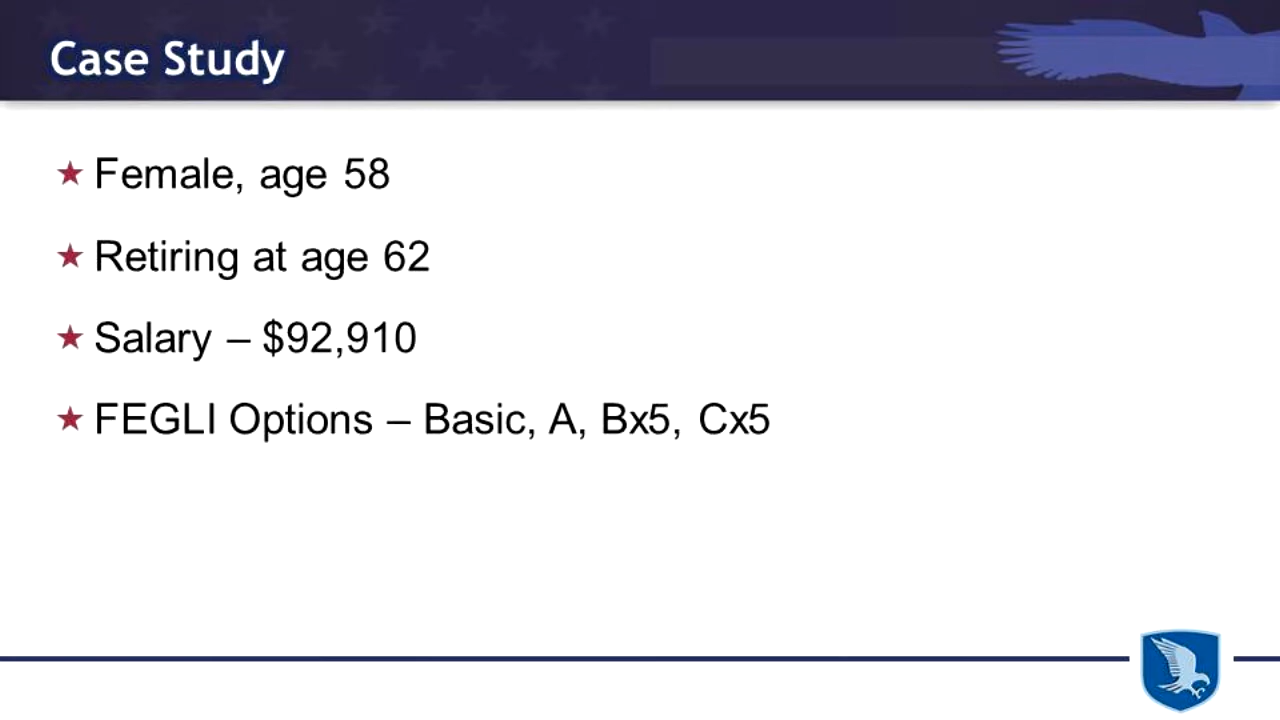 Case Study
★ Female, age 58
★ Retiring at age 62
★ Salary – $92,910
★ FEGLI Options – Basic, A, Bx5, Cx5